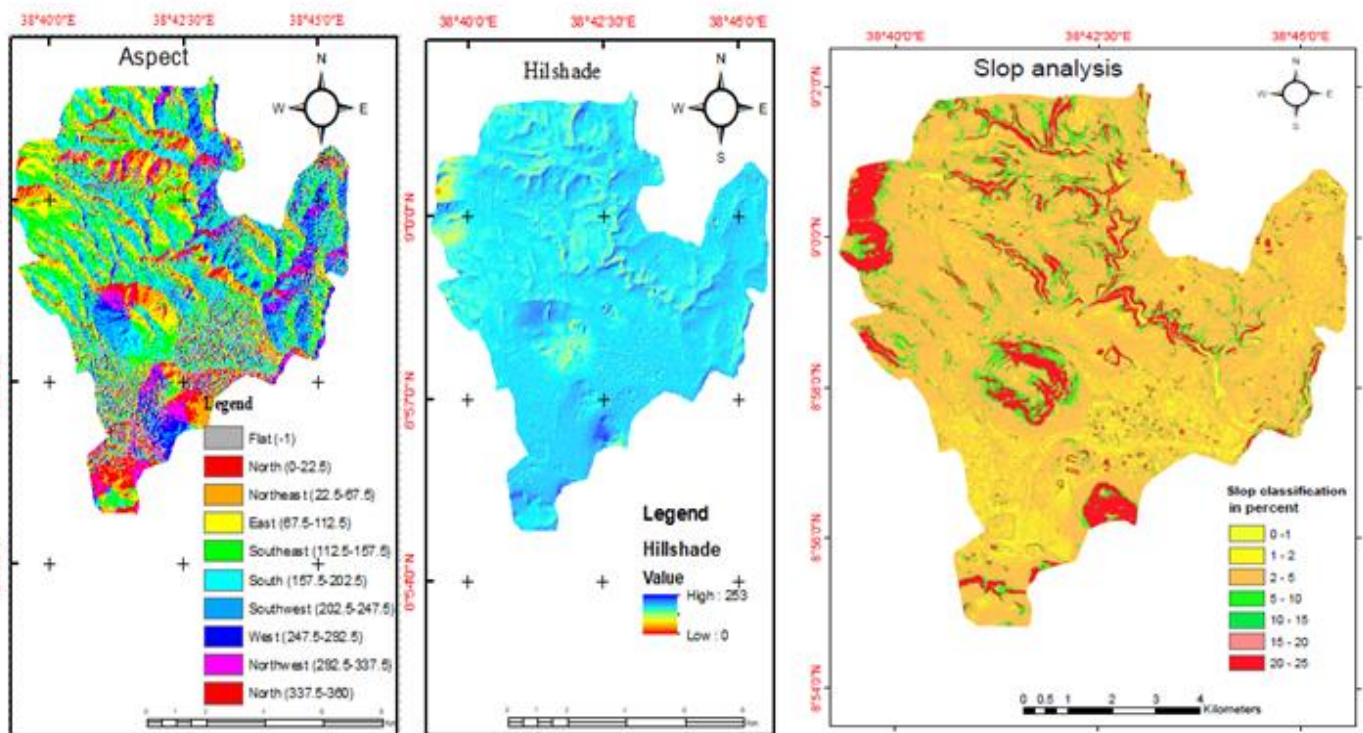 38°40'0"E 38°42'30"E 38°45'0"E
Aspect
N
W E
S
Legend
Flat (-1)
North (0-22.5)
Northeast (22.5-67.5)
East (67.5-112.5)
Southeast (112.5-157.5)
South (157.5-202.5)
Southwest (202.5-247.5)
West (247.5-292.5)
Northwest (292.5-337.5)
North (337.5-360)
38°40'0"E 38°42'30"E 38°45'0"E
Hilshade
N
W E
S
9°0'0"N
8°57'0"N
8°54'0"N
Legend
Hillshade
Value
High : 253
Low : 0
38°40'0"E 38°42'0"E 38°45'0"E
Slop analysis
N
W E
S
9°2'0"N
9°0'0"N
8°58'0"N
8°56'0"N
8°54'0"N
Slop classification
in percent
0 -1
1 - 2
2 - 5
5 - 10
10 - 15
15 - 20
20 - 25
0 0.5 1 2 3 4
Kilometers